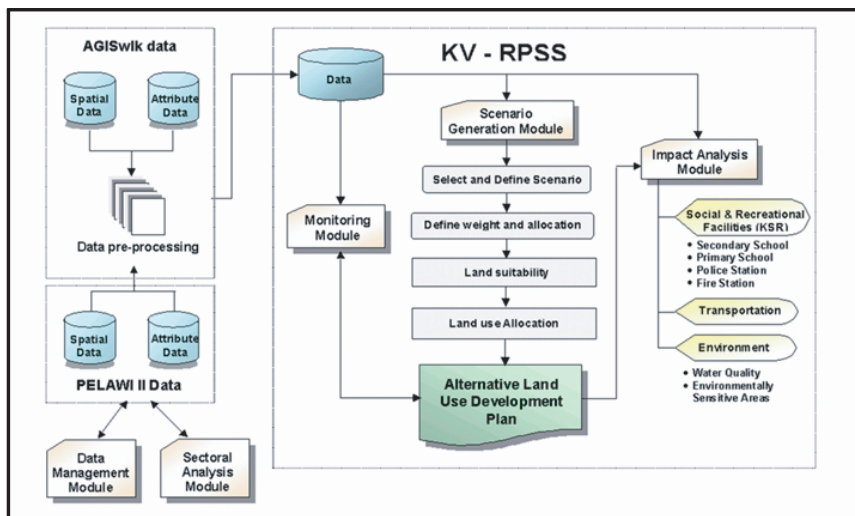 AGISwlk data
Spatial
Data
Attribute
Data
Data pre-processing
Spatial
Data
Attribute
Data
PELAWI II Data
Data
Management
Module
Sectoral
Analysis
Module
KV - RPSS
Data
Monitoring
Module
Scenario
Generation Module
Select and Define Scenario
Define weight and allocation
Land suitability
Land use Allocation
Alternative Land
Use Development
Plan
Impact Analysis
Module
Social & Recreational
Facilities (KSR)
• Secondary School
• Primary School
• Police Station
• Fire Station
Transportation
Environment
• Water Quality
• Environmentally
Sensitive Areas